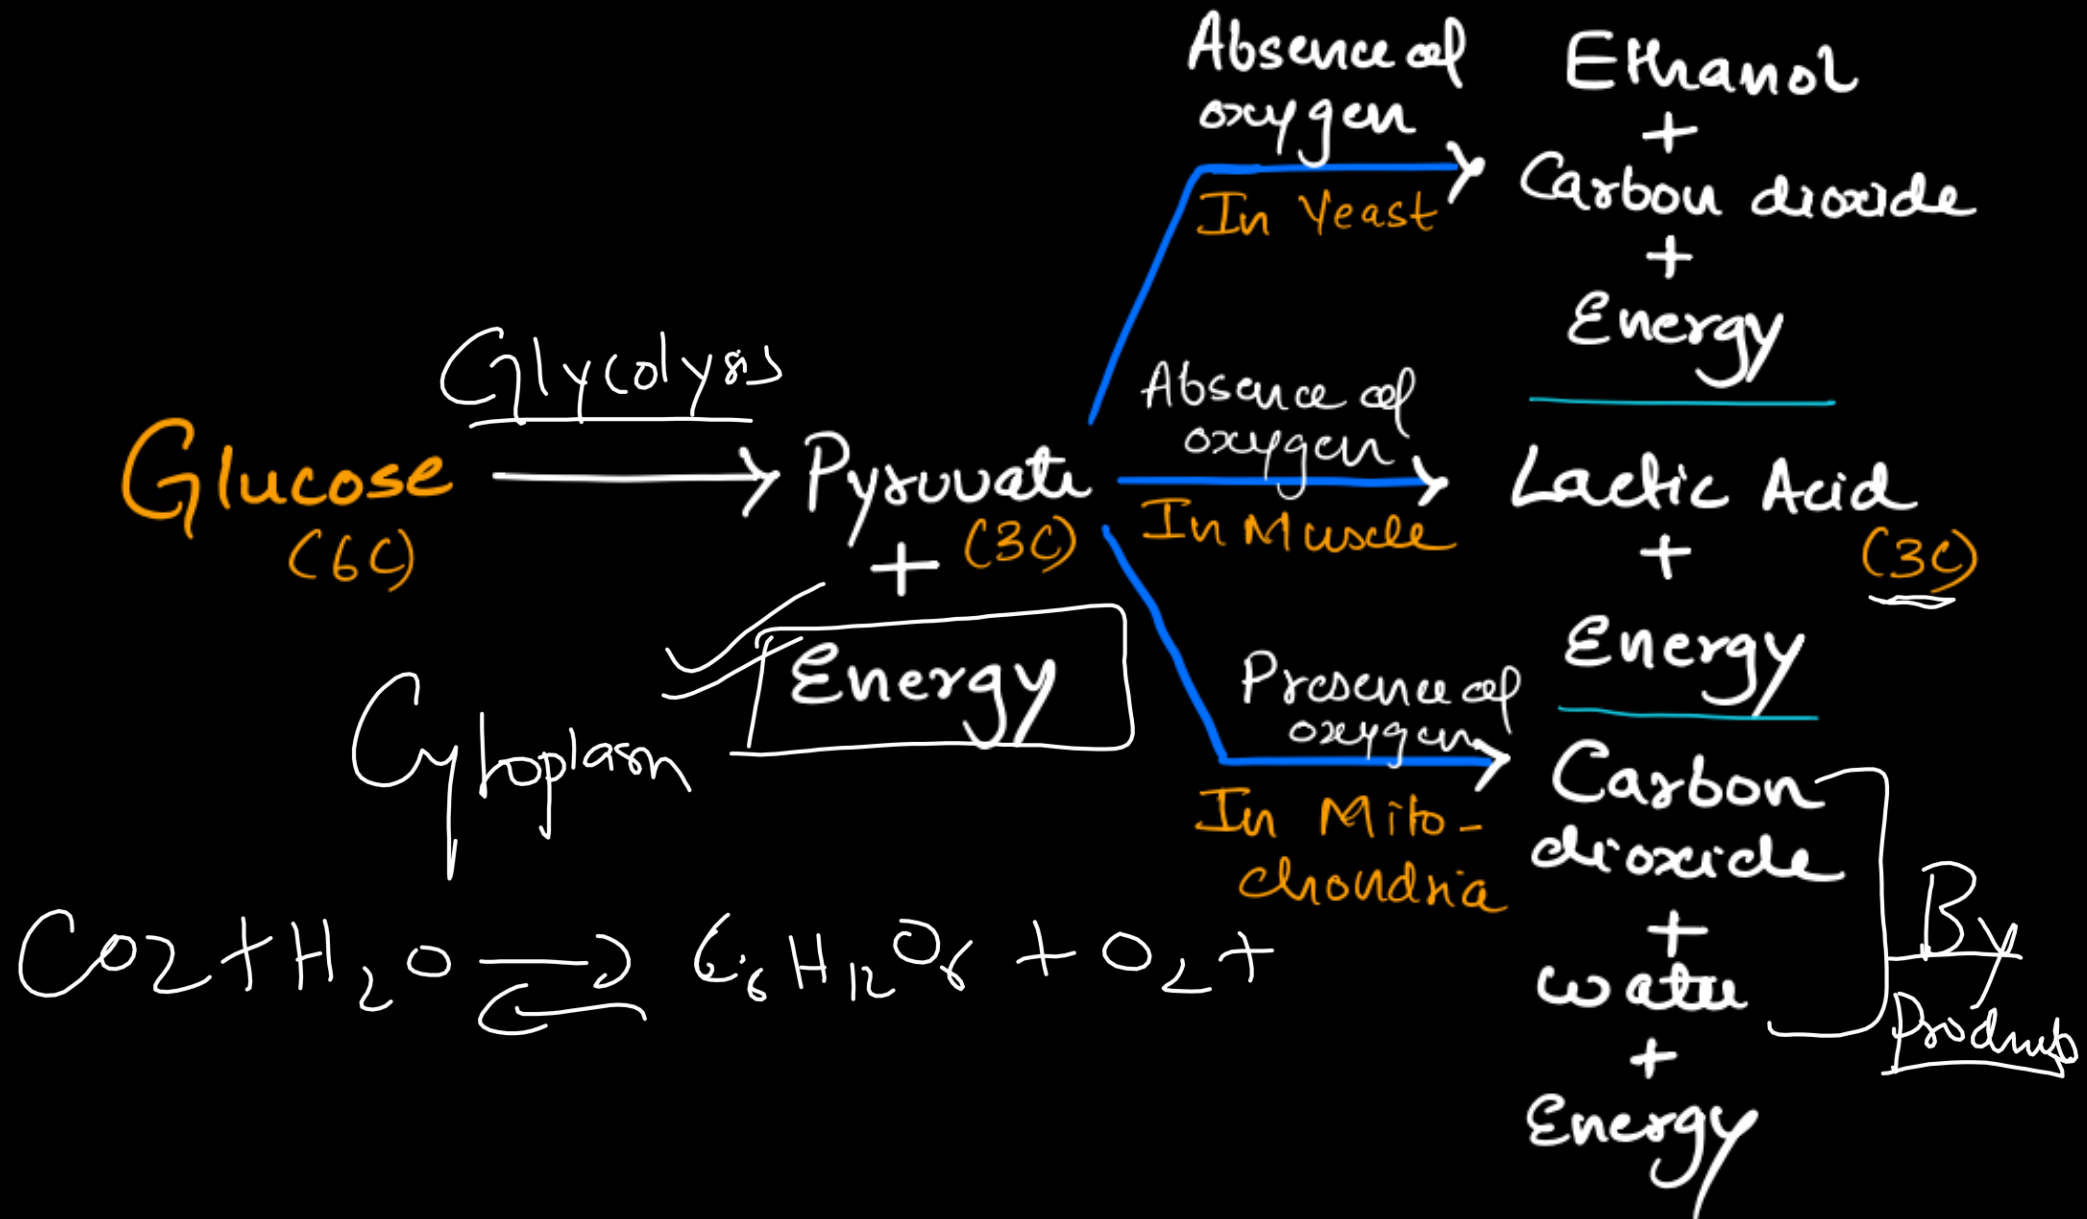 Absence of
oxygen
In Yeast
Ethanol
+
Carbon dioxide
+
Energy
Glycolysis
Glucose
(6C)
Pyruvate
(3C)
+
Energy
Cytoplasm
Absence of
oxygen
In Muscle
Lactic Acid
(3C)
+
Energy
Presence of
oxygen
In Mito-
chondria
Carbon
dioxide
+
water
+
Energy
By
Products
CO2+H2O ⇌ C6H12O6 + O2 +